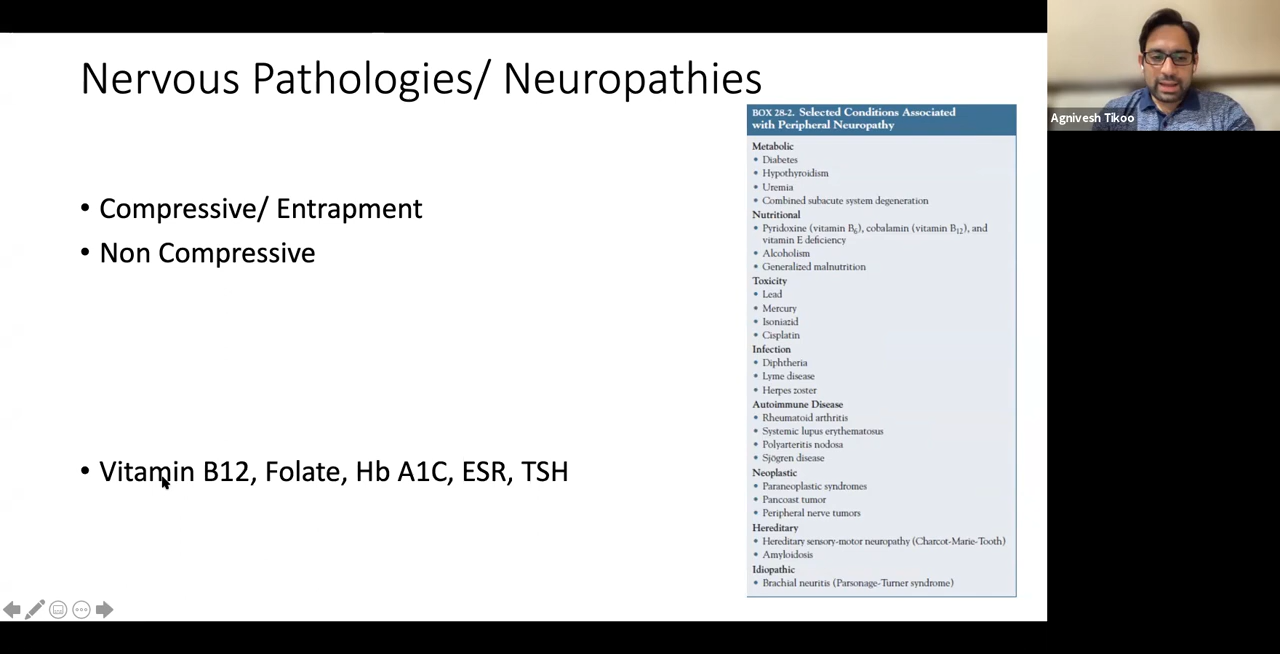 Nervous Pathologies/ Neuropathies
• Compressive/ Entrapment
• Non Compressive
• Vitamin B12, Folate, Hb A1C, ESR, TSH
BOX 28-2. Selected Conditions Associated
with Peripheral Neuropathy
Metabolic
• Diabetes
• Hypothyroidism
• Uremia
• Combined subacute system degeneration
Nutritional
• Pyridoxine (vitamin B6), cobalamin (vitamin B12), and
vitamin E deficiency
• Alcoholism
• Generalized malnutrition
Toxicity
• Lead
• Mercury
• Isoniazid
• Cisplatin
Infection
• Diphtheria
• Lyme disease
• Herpes zoster
Autoimmune Disease
• Rheumatoid arthritis
• Systemic lupus erythematosus
• Polyarteritis nodosa
• Sjögren disease
Neoplastic
• Paraneoplastic syndromes
• Pancoast tumor
• Peripheral nerve tumors
Hereditary
• Hereditary sensory-motor neuropathy (Charcot-Marie-Tooth)
• Amyloidosis
Idiopathic
• Brachial neuritis (Parsonage-Turner syndrome)
Agnivesh Tikoo